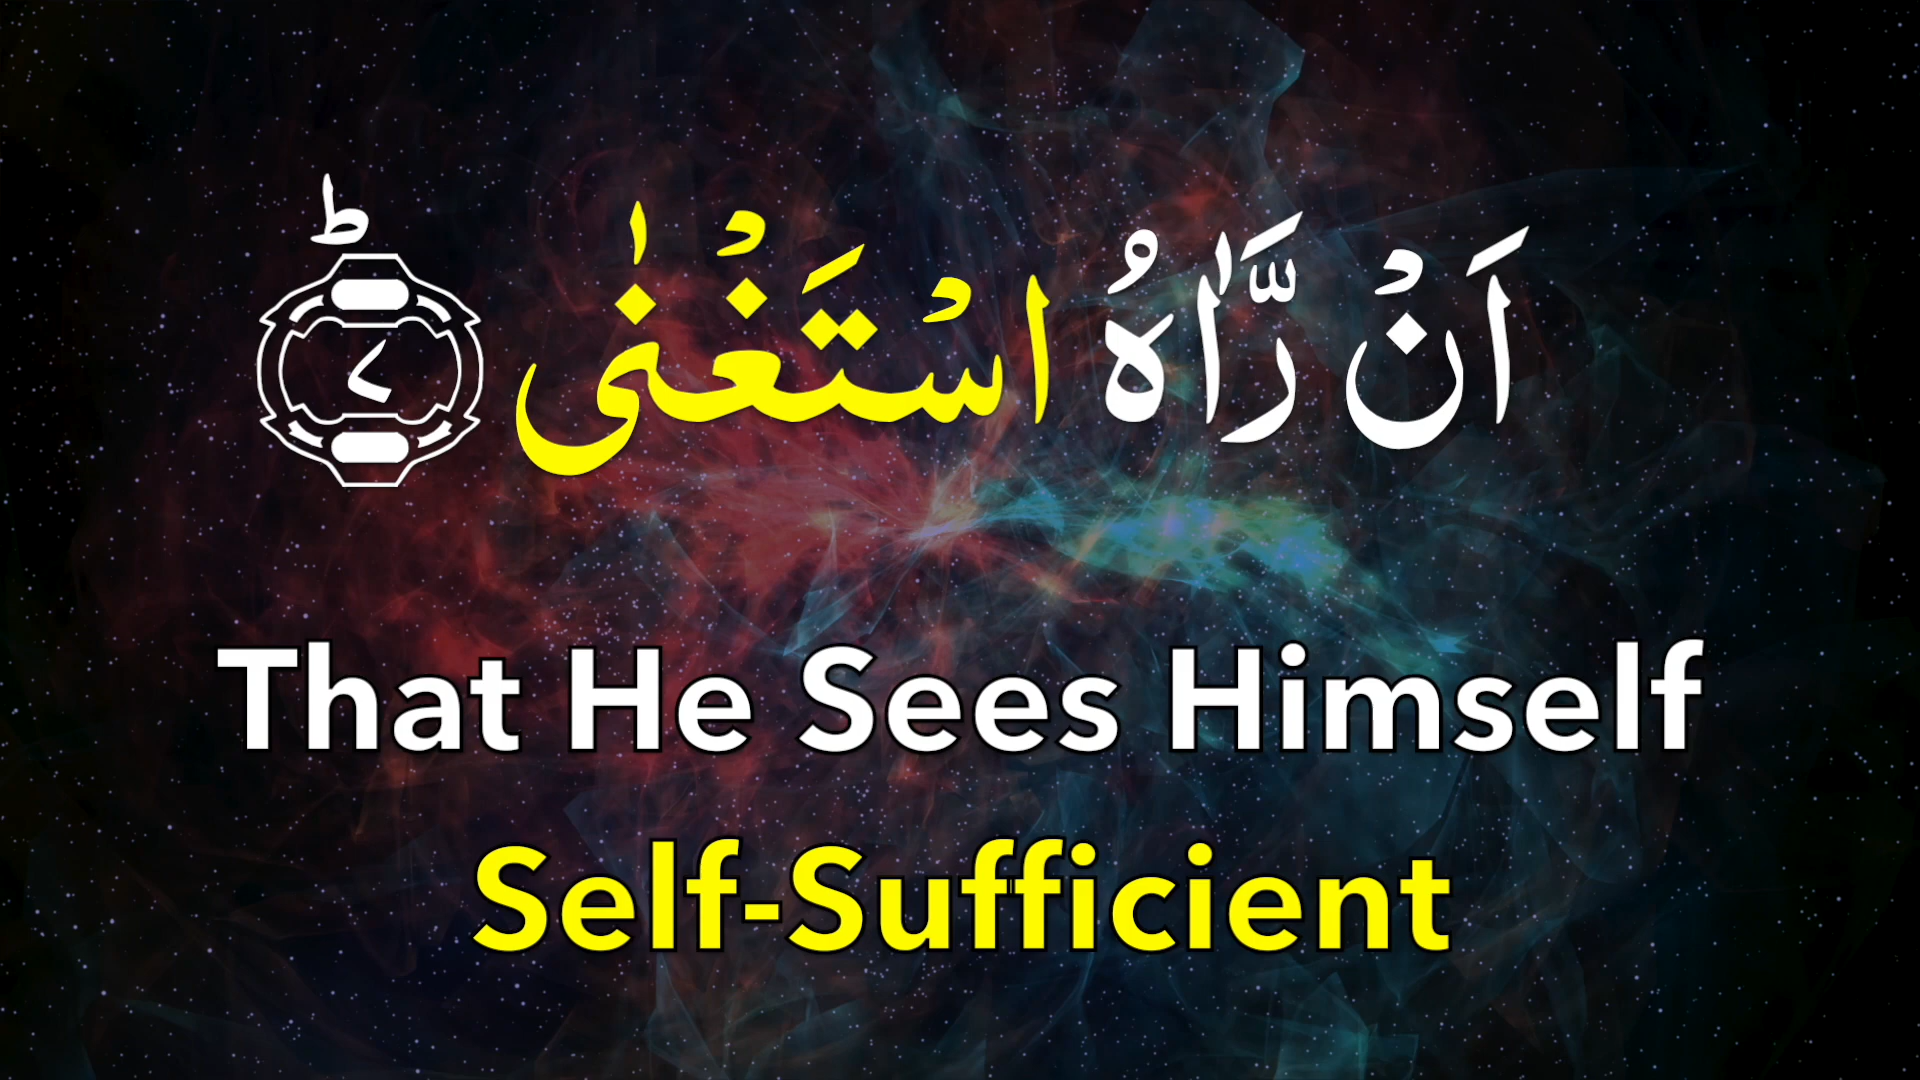 اَنْ رَّاٰهُ اسْتَغْنٰى ؕ ۷
That He Sees Himself
Self-Sufficient